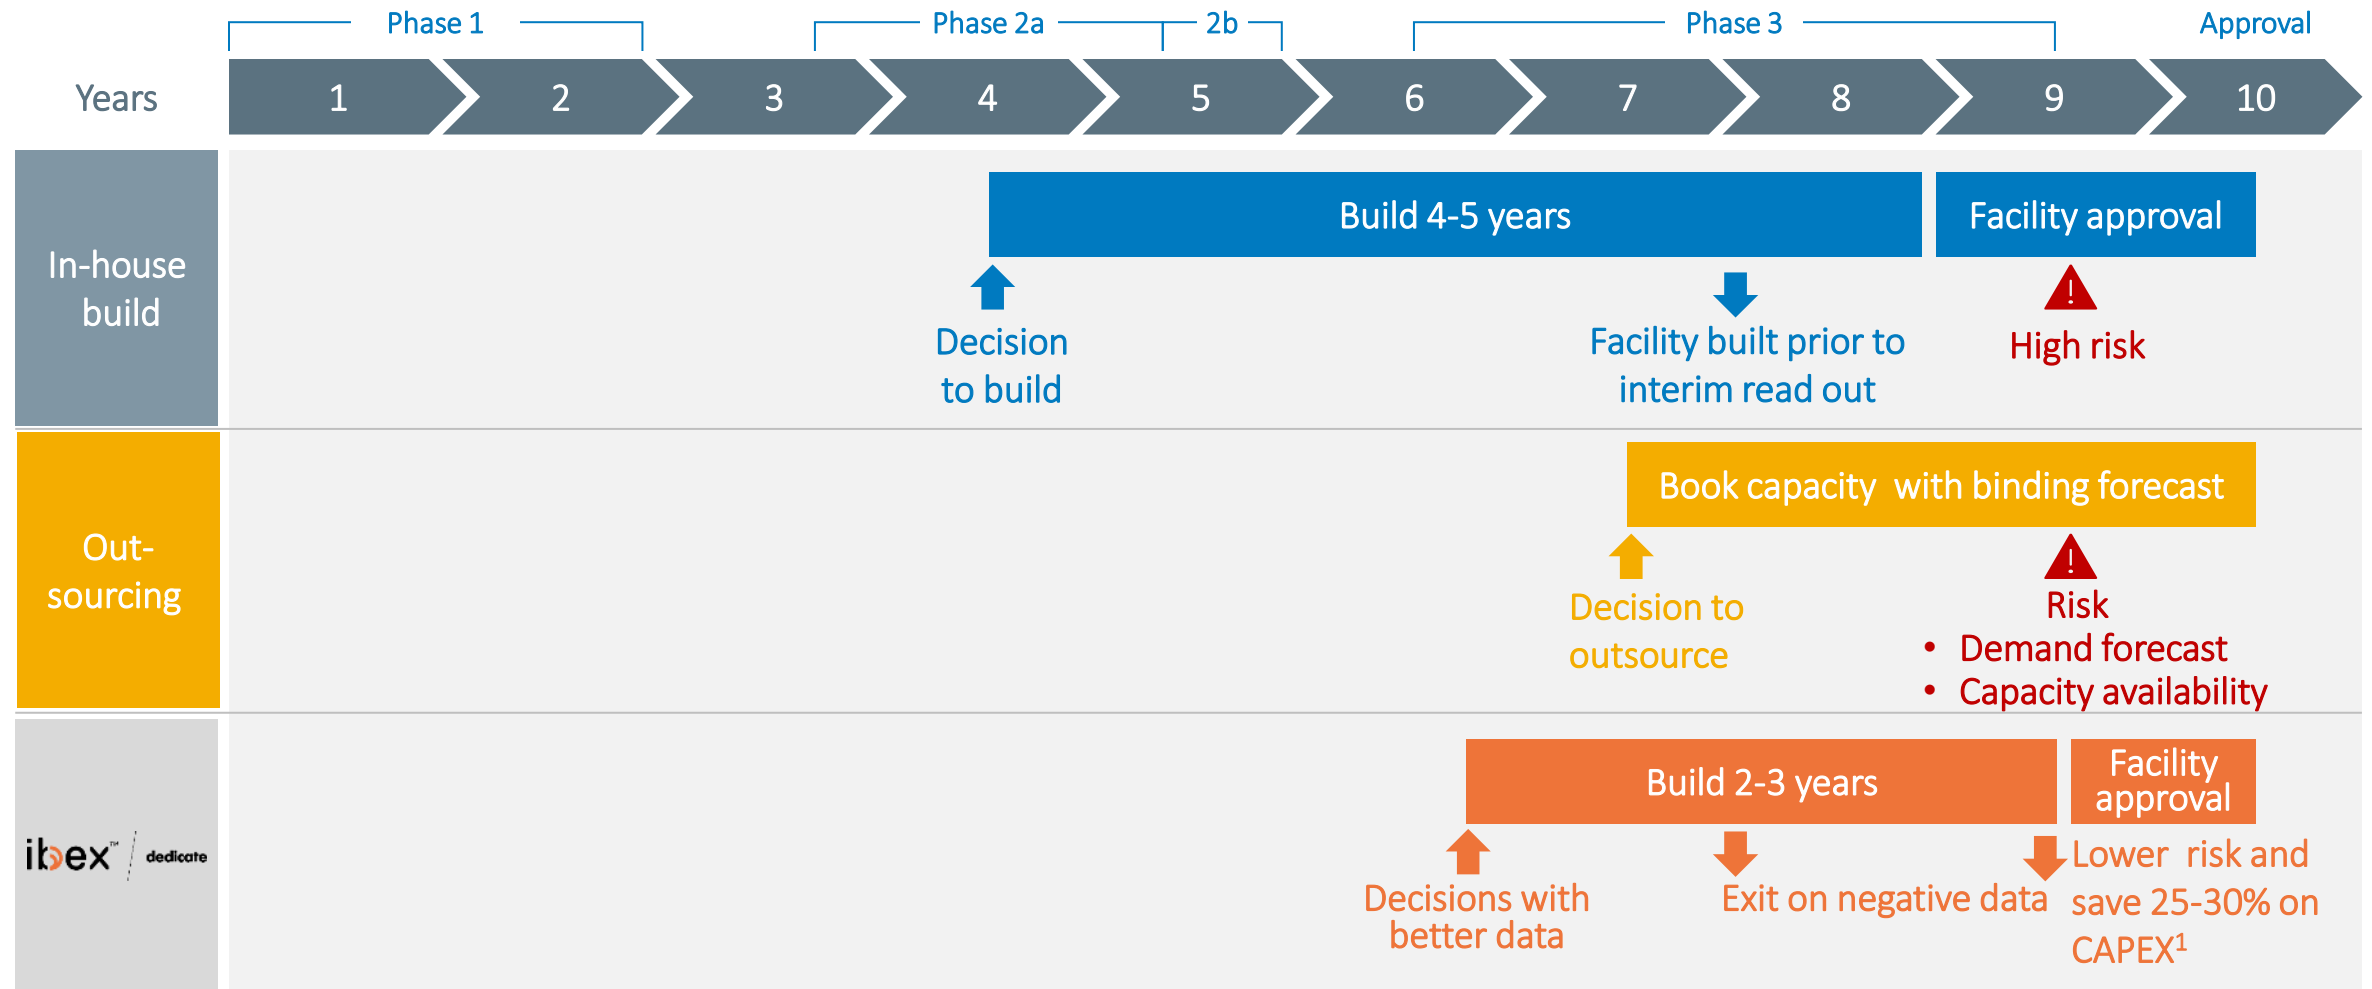 Phase 1
Phase 2a
2b
Phase 3
Approval
Years
1
2
3
4
5
6
7
8
9
10
In-house
build
Build 4-5 years
Facility approval
Decision
to build
Facility built prior to
interim read out
!
High risk
Out-
sourcing
Book capacity with binding forecast
Decision to
outsource
!
Risk
• Demand forecast
• Capacity availability
ibex™ / dedicate
Build 2-3 years
Facility
approval
Decisions with
better data
Exit on negative data
Lower risk and
save 25-30% on
CAPEX¹